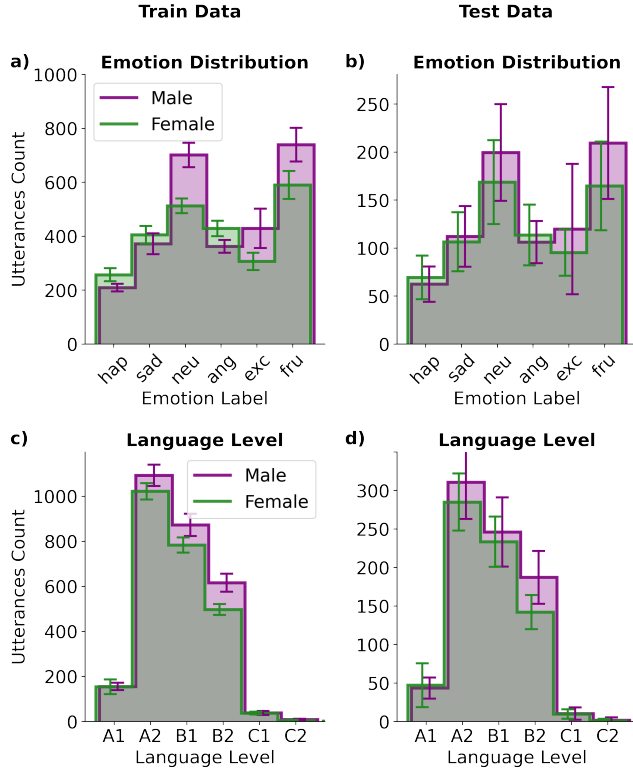 Train Data
Test Data
a)
Emotion Distribution
1000
800
600
400
200
0
Utterances Count
Male
Female
hap
sad
neu
ang
exc
fru
Emotion Label
b)
Emotion Distribution
250
200
150
100
50
0
hap
sad
neu
ang
exc
fru
Emotion Label
c)
Language Level
1000
800
600
400
200
0
Utterances Count
Male
Female
A1
A2
B1
B2
C1
C2
Language Level
d)
Language Level
300
250
200
150
100
50
0
A1
A2
B1
B2
C1
C2
Language Level